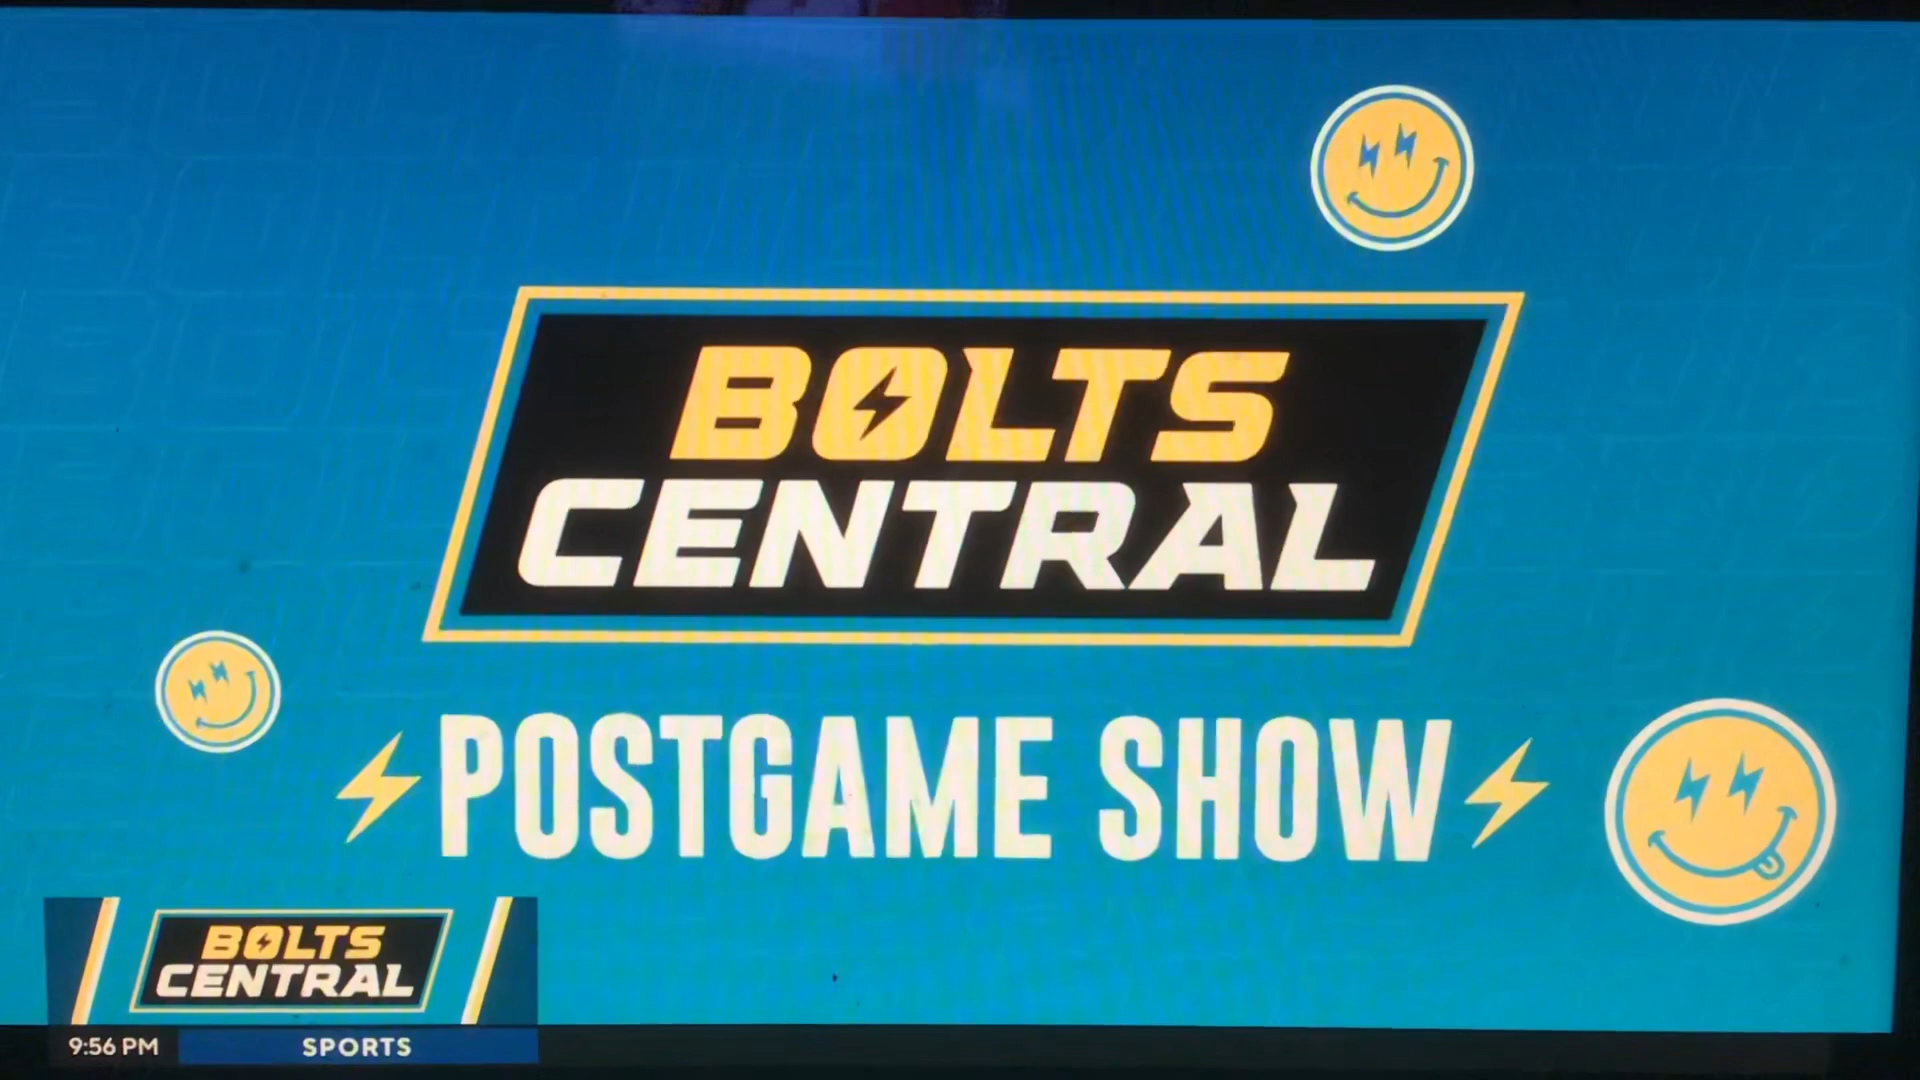 BOLTS
CENTRAL
POSTGAME SHOW
BOLTS
CENTRAL
9:56 PM
SPORTS